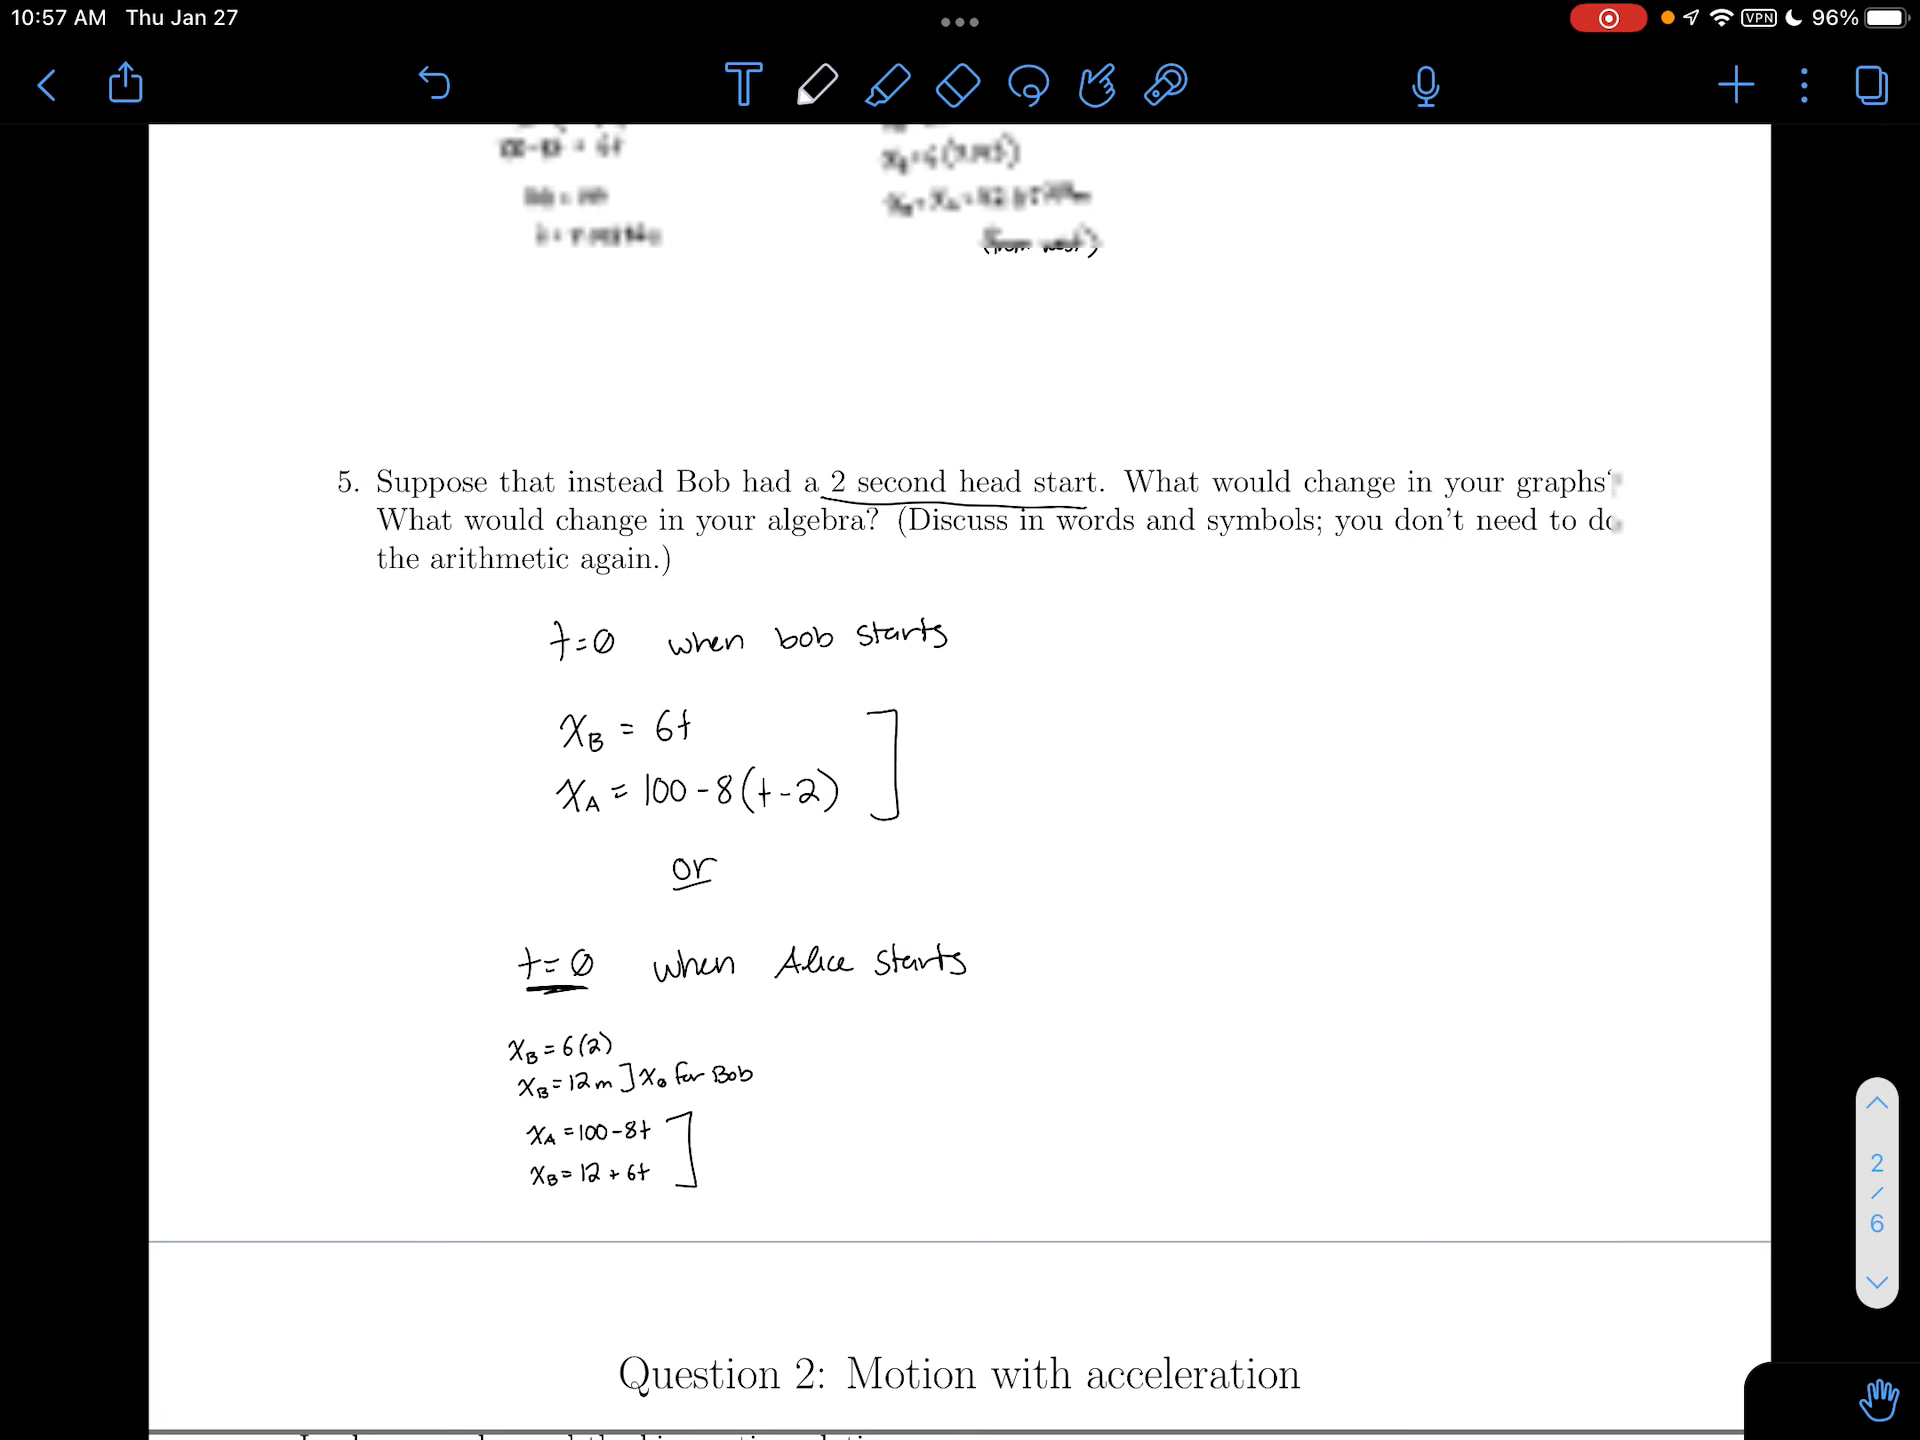 10:57 AM Thu Jan 27
VPN 96%
(from west)
5. Suppose that instead Bob had a 2 second head start. What would change in your graphs?
What would change in your algebra? (Discuss in words and symbols; you don't need to do
the arithmetic again.)
t=0 when bob starts
x_B = 6t
x_A = 100-8(t-2)
or
t=0 when Alice starts
x_B=6(2)
x_B=12m ] x_0 for Bob
x_A=100-8t
x_B=12+6t
2
/
6
Question 2: Motion with acceleration